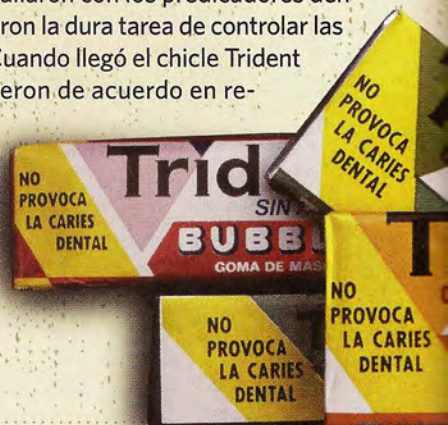 ron la dura tarea de controlar las
Cuando llegó el chicle Trident
eron de acuerdo en re-
NO
PROVOCA
LA CARIES
DENTAL
NO
PROVOCA
LA CARIES
DENTAL
Trid
SIN
BUBB
GOMA DE MAS
NO
PROVOCA
LA CARIES
DENTAL
NO
PROVOCA
LA CARIES
DENTAL